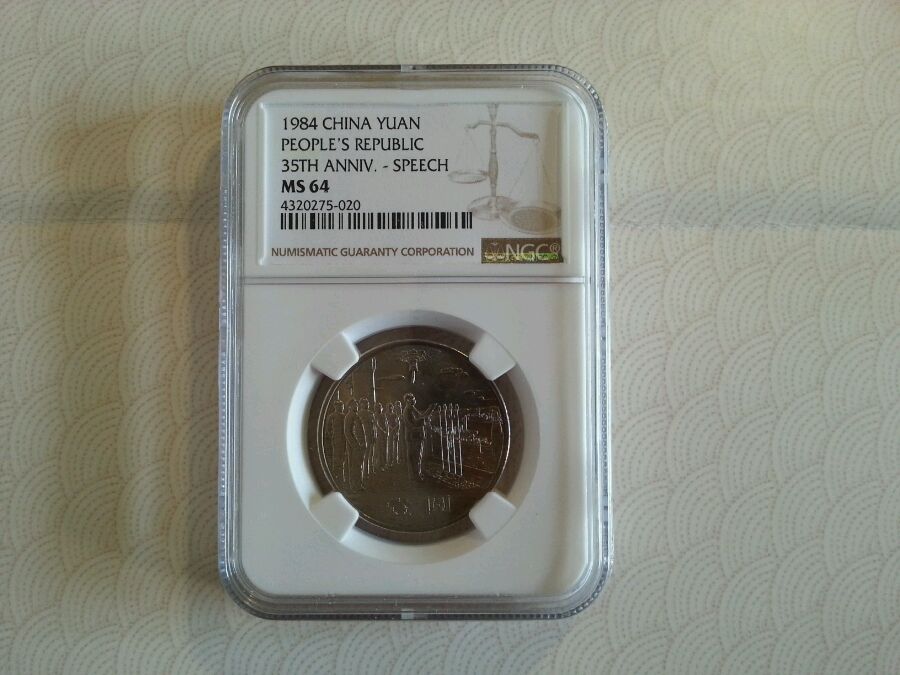 1984 CHINA YUAN
PEOPLE'S REPUBLIC
35TH ANNIV. - SPEECH
MS 64
4320275-020
NUMISMATIC GUARANTY CORPORATION
NGC®